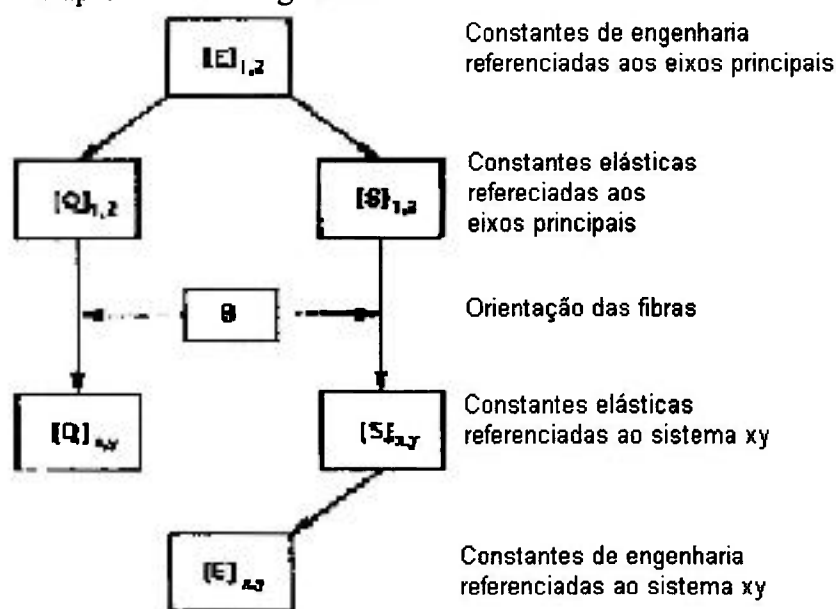 Constantes de engenharia
[E]1,2
referenciadas aos eixos principais
Constantes elásticas
[Q]1,2
[S]1,2
refereciadas aos
eixos principais
θ
Orientação das fibras
Constantes elásticas
[Q]x,y
[S]x,y
referenciadas ao sistema xy
Constantes de engenharia
[E]x,y
referenciadas ao sistema xy